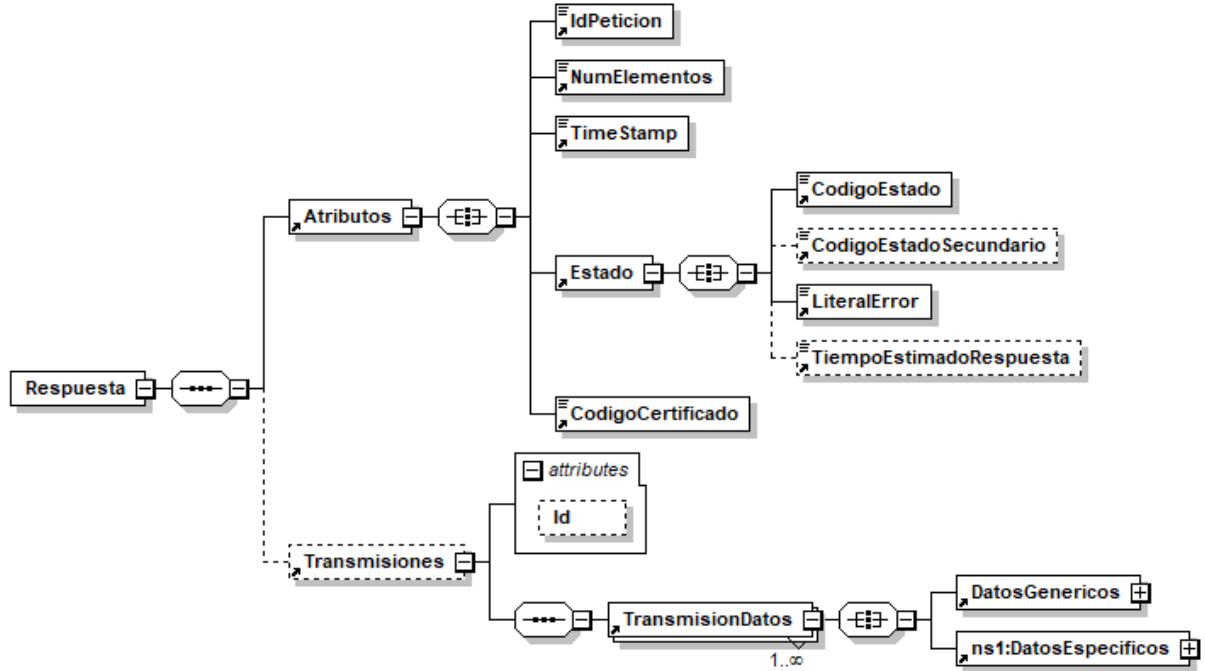 IdPeticion
NumElementos
TimeStamp
CodigoEstado
Atributos
CodigoEstadoSecundario
Estado
LiteralError
TiempoEstimadoRespuesta
Respuesta
CodigoCertificado
attributes
Id
Transmisiones
DatosGenericos
TransmisionDatos
ns1:DatosEspecificos
1..∞